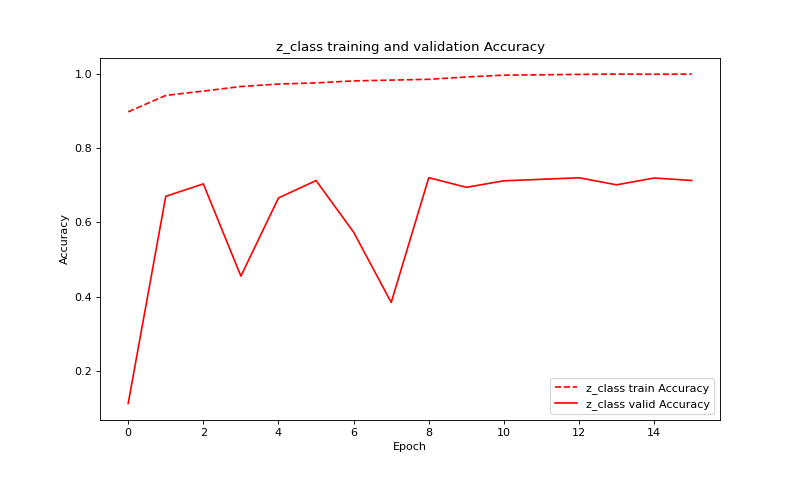 z_class training and validation Accuracy
1.0
0.8
0.6
0.4
0.2
Accuracy
0 2 4 6 8 10 12 14
Epoch
z_class train Accuracy
z_class valid Accuracy